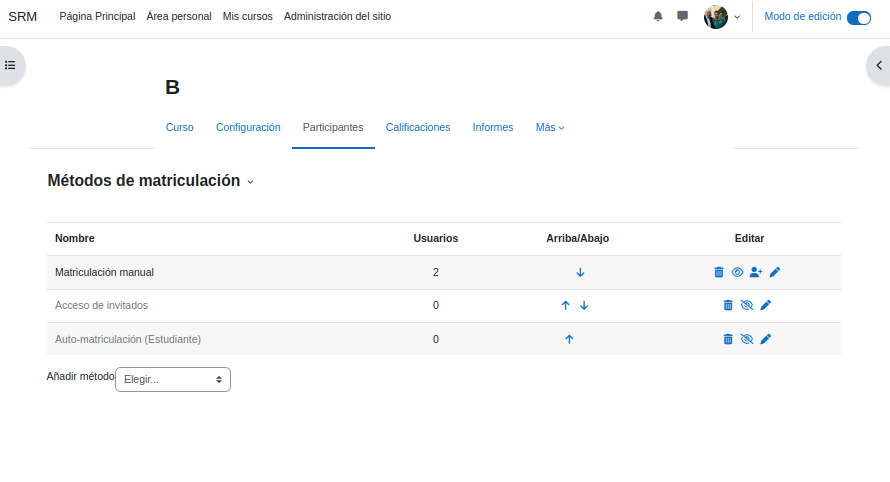 SRM Página Principal Área personal Mis cursos Administración del sitio Modo de edición
B
Curso Configuración Participantes Calificaciones Informes Más
Métodos de matriculación
Nombre Usuarios Arriba/Abajo Editar
Matriculación manual 2
Acceso de invitados 0
Auto-matriculación (Estudiante) 0
Añadir método Elegir...